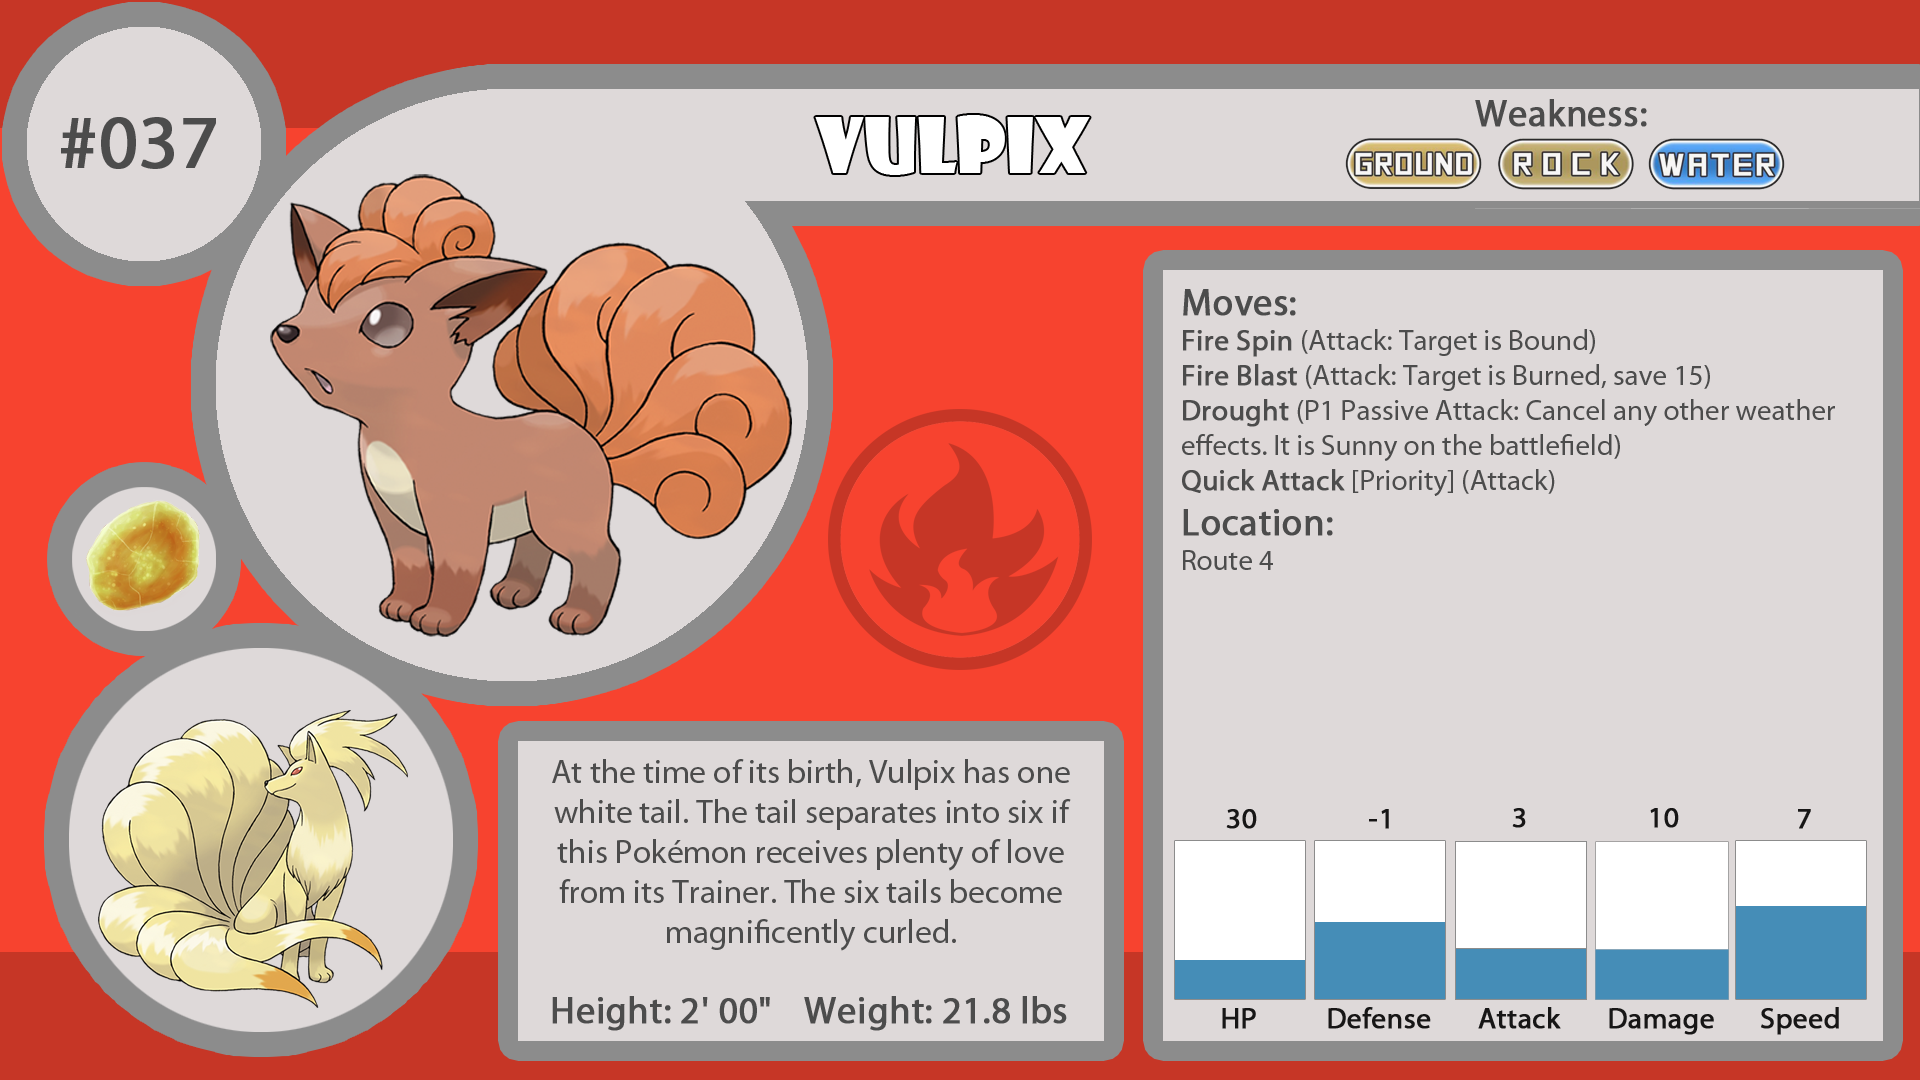 #037
VULPIX
Weakness:
GROUND ROCK WATER
Moves:
Fire Spin (Attack: Target is Bound)
Fire Blast (Attack: Target is Burned, save 15)
Drought (P1 Passive Attack: Cancel any other weather
effects. It is Sunny on the battlefield)
Quick Attack [Priority] (Attack)
Location:
Route 4
At the time of its birth, Vulpix has one
white tail. The tail separates into six if
this Pokémon receives plenty of love
from its Trainer. The six tails become
magnificently curled.
Height: 2' 00" Weight: 21.8 lbs
30 -1 3 10 7
HP Defense Attack Damage Speed